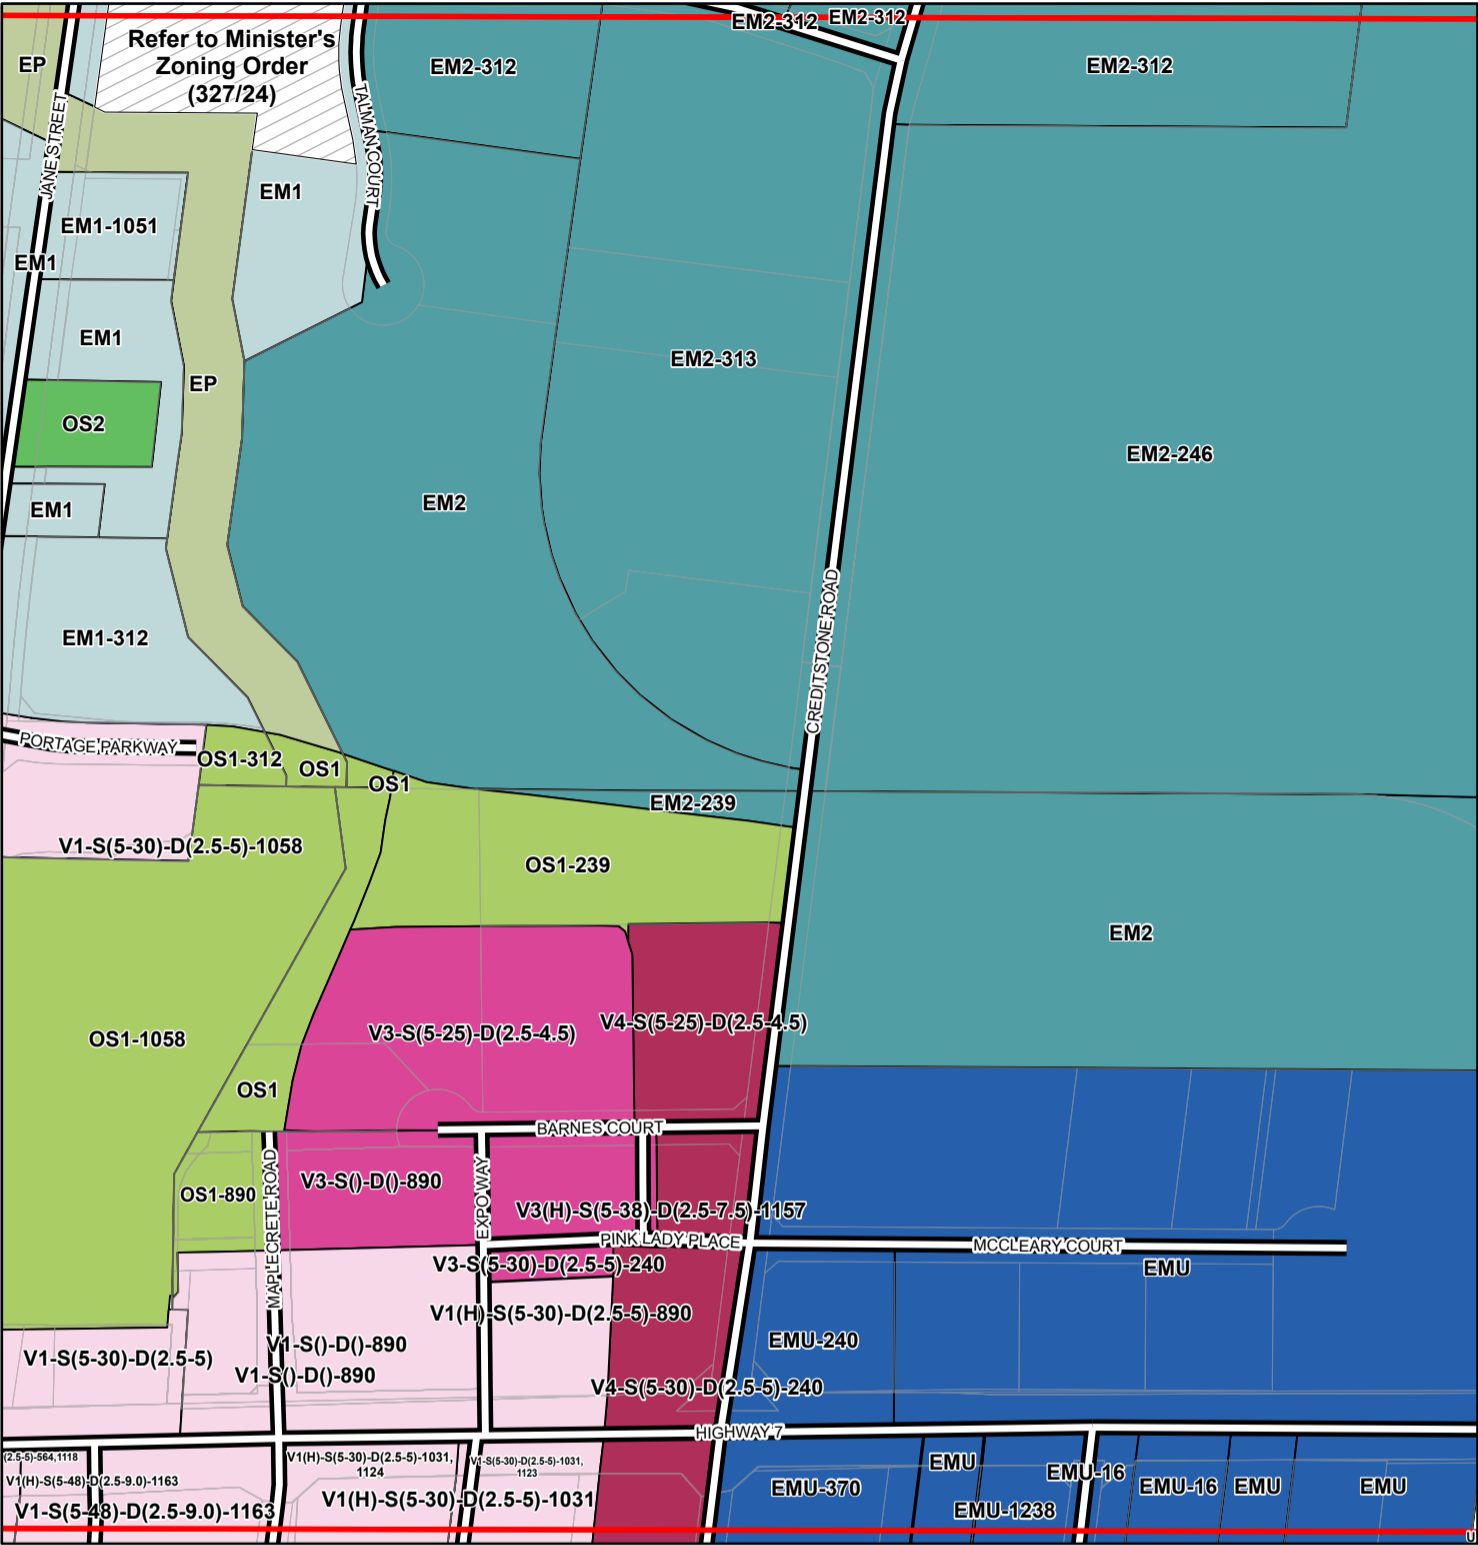 EM2-312
EM2-312
Refer to Minister's
Zoning Order
(327/24)
EP
EM2-312
EM2-312
TALMAN COURT
JANE STREET
EM1
EM1-1051
EM1
EM1
EM2-313
EP
OS2
EM2-246
EM2
EM1
CREDITSTONE ROAD
EM1-312
PORTAGE PARKWAY
OS1-312
OS1
OS1
EM2-239
V1-S(5-30)-D(2.5-5)-1058
OS1-239
EM2
V4-S(5-25)-D(2.5-4.5)
V3-S(5-25)-D(2.5-4.5)
OS1-1058
OS1
BARNES COURT
V3-S()-D()-890
OS1-890
MAPLECRETE ROAD
EXPO WAY
V3(H)-S(5-38)-D(2.5-7.5)-1157
PINK LADY PLACE
MCCLEARY COURT
V3-S(5-30)-D(2.5-5)-240
EMU
V1(H)-S(5-30)-D(2.5-5)-890
EMU-240
V1-S()-D()-890
V1-S(5-30)-D(2.5-5)
V1-S()-D()-890
V4-S(5-30)-D(2.5-5)-240
HIGHWAY 7
(2.5-5)-564,1118
V1(H)-S(5-30)-D(2.5-5)-1031,
1124
V1-S(5-30)-D(2.5-5)-1031,
1123
EMU
V1(H)-S(5-48)-D(2.5-9.0)-1163
EMU-16
EMU-370
EMU-16
EMU
EMU
V1(H)-S(5-30)-D(2.5-5)-1031
V1-S(5-48)-D(2.5-9.0)-1163
EMU-1238
U